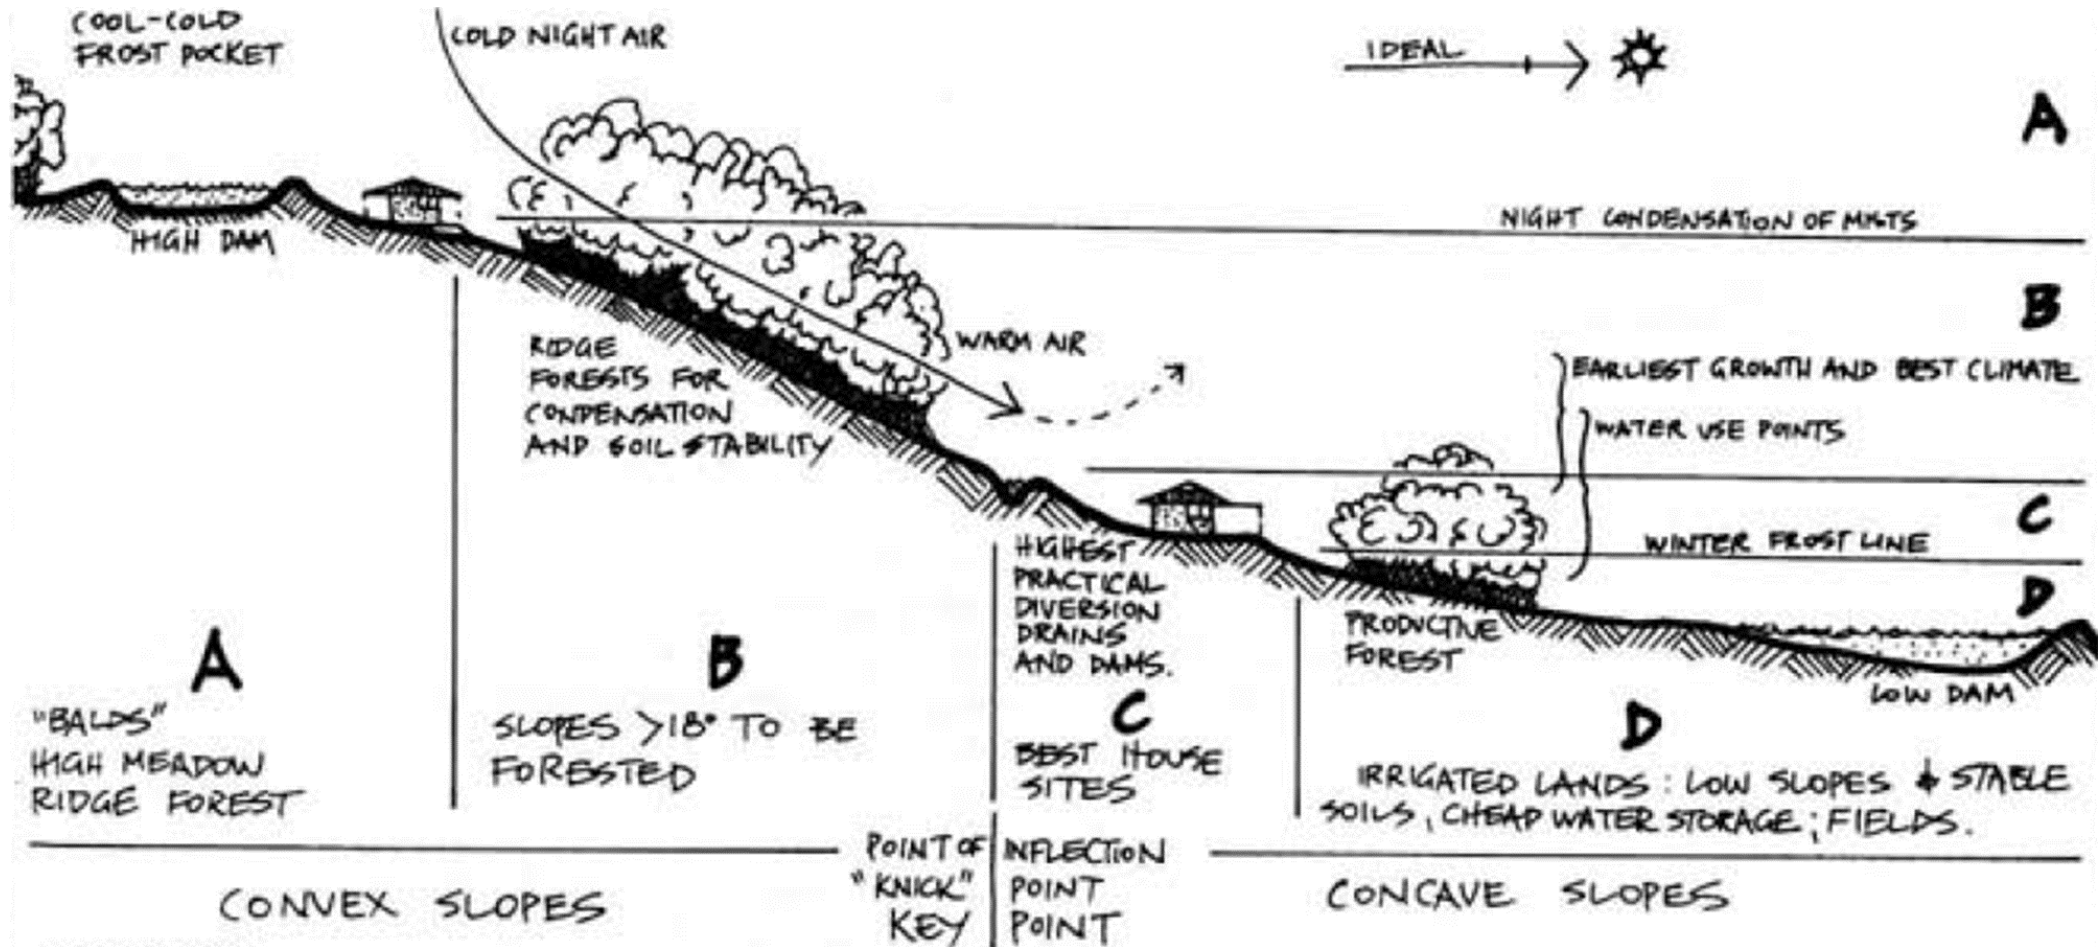 COOL-COLD
FROST POCKET
COLD NIGHT AIR
IDEAL
A
HIGH DAM
NIGHT CONDENSATION OF MISTS
B
WARM AIR
RIDGE
FORESTS FOR
CONDENSATION
AND SOIL STABILITY
EARLIEST GROWTH AND BEST CLIMATE
WATER USE POINTS
C
WINTER FROST LINE
D
HIGHEST
PRACTICAL
DIVERSION
DRAINS
AND DAMS.
PRODUCTIVE
FOREST
LOW DAM
A
"BALDS"
HIGH MEADOW
RIDGE FOREST
B
SLOPES >18° TO BE
FORESTED
C
BEST HOUSE
SITES
D
IRRIGATED LANDS: LOW SLOPES & STABLE
SOILS, CHEAP WATER STORAGE; FIELDS.
CONVEX SLOPES
POINT OF
"KNICK"
KEY
INFLECTION
POINT
POINT
CONCAVE SLOPES